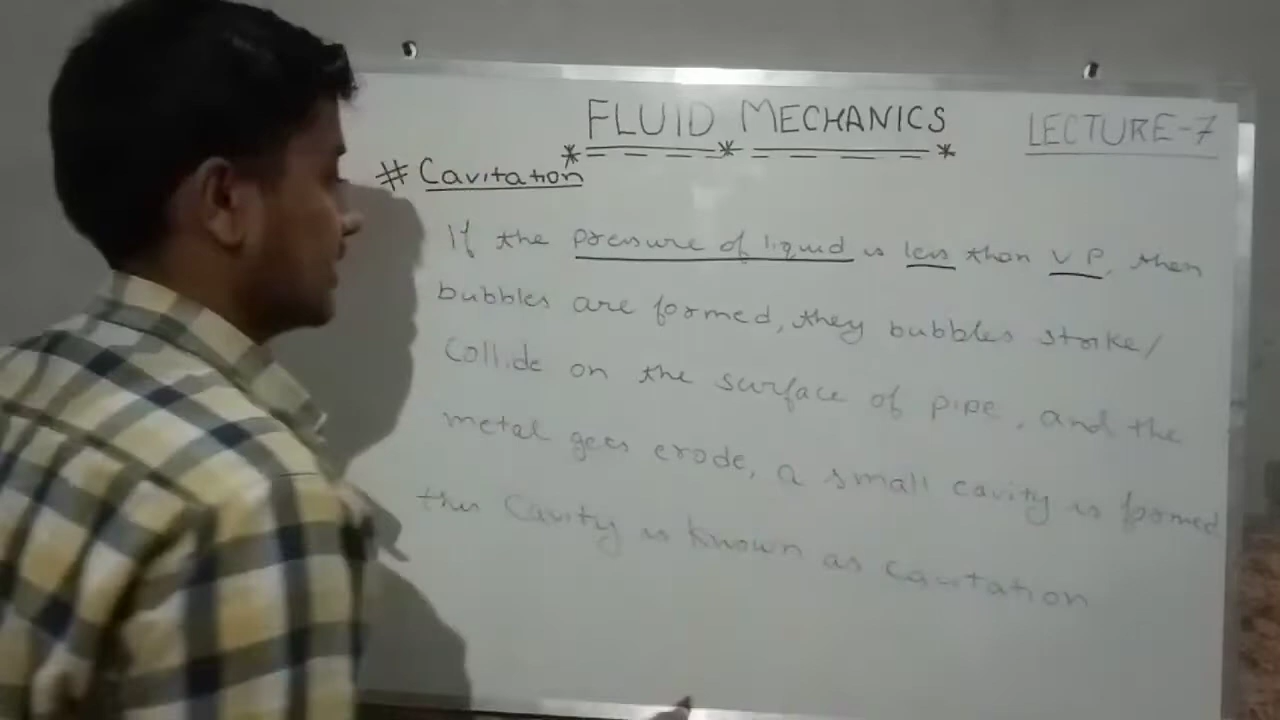 FLUID MECHANICS
LECTURE-7
# Cavitation
If the pressure of liquid is less than V P, then
bubbles are formed, they bubbles stroke/
Collide on the surface of pipe, and the
metal gees erode, a small cavity is formed
this Cavity is known as cavitation